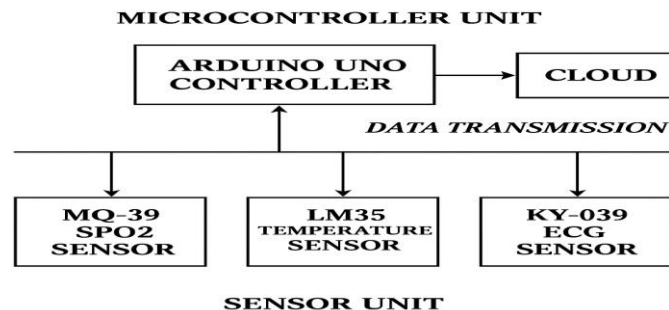 MICROCONTROLLER UNIT
ARDUINO UNO
CONTROLLER
CLOUD
DATA TRANSMISSION
MQ-39
SPO2
SENSOR
LM35
TEMPERATURE
SENSOR
KY-039
ECG
SENSOR
SENSOR UNIT